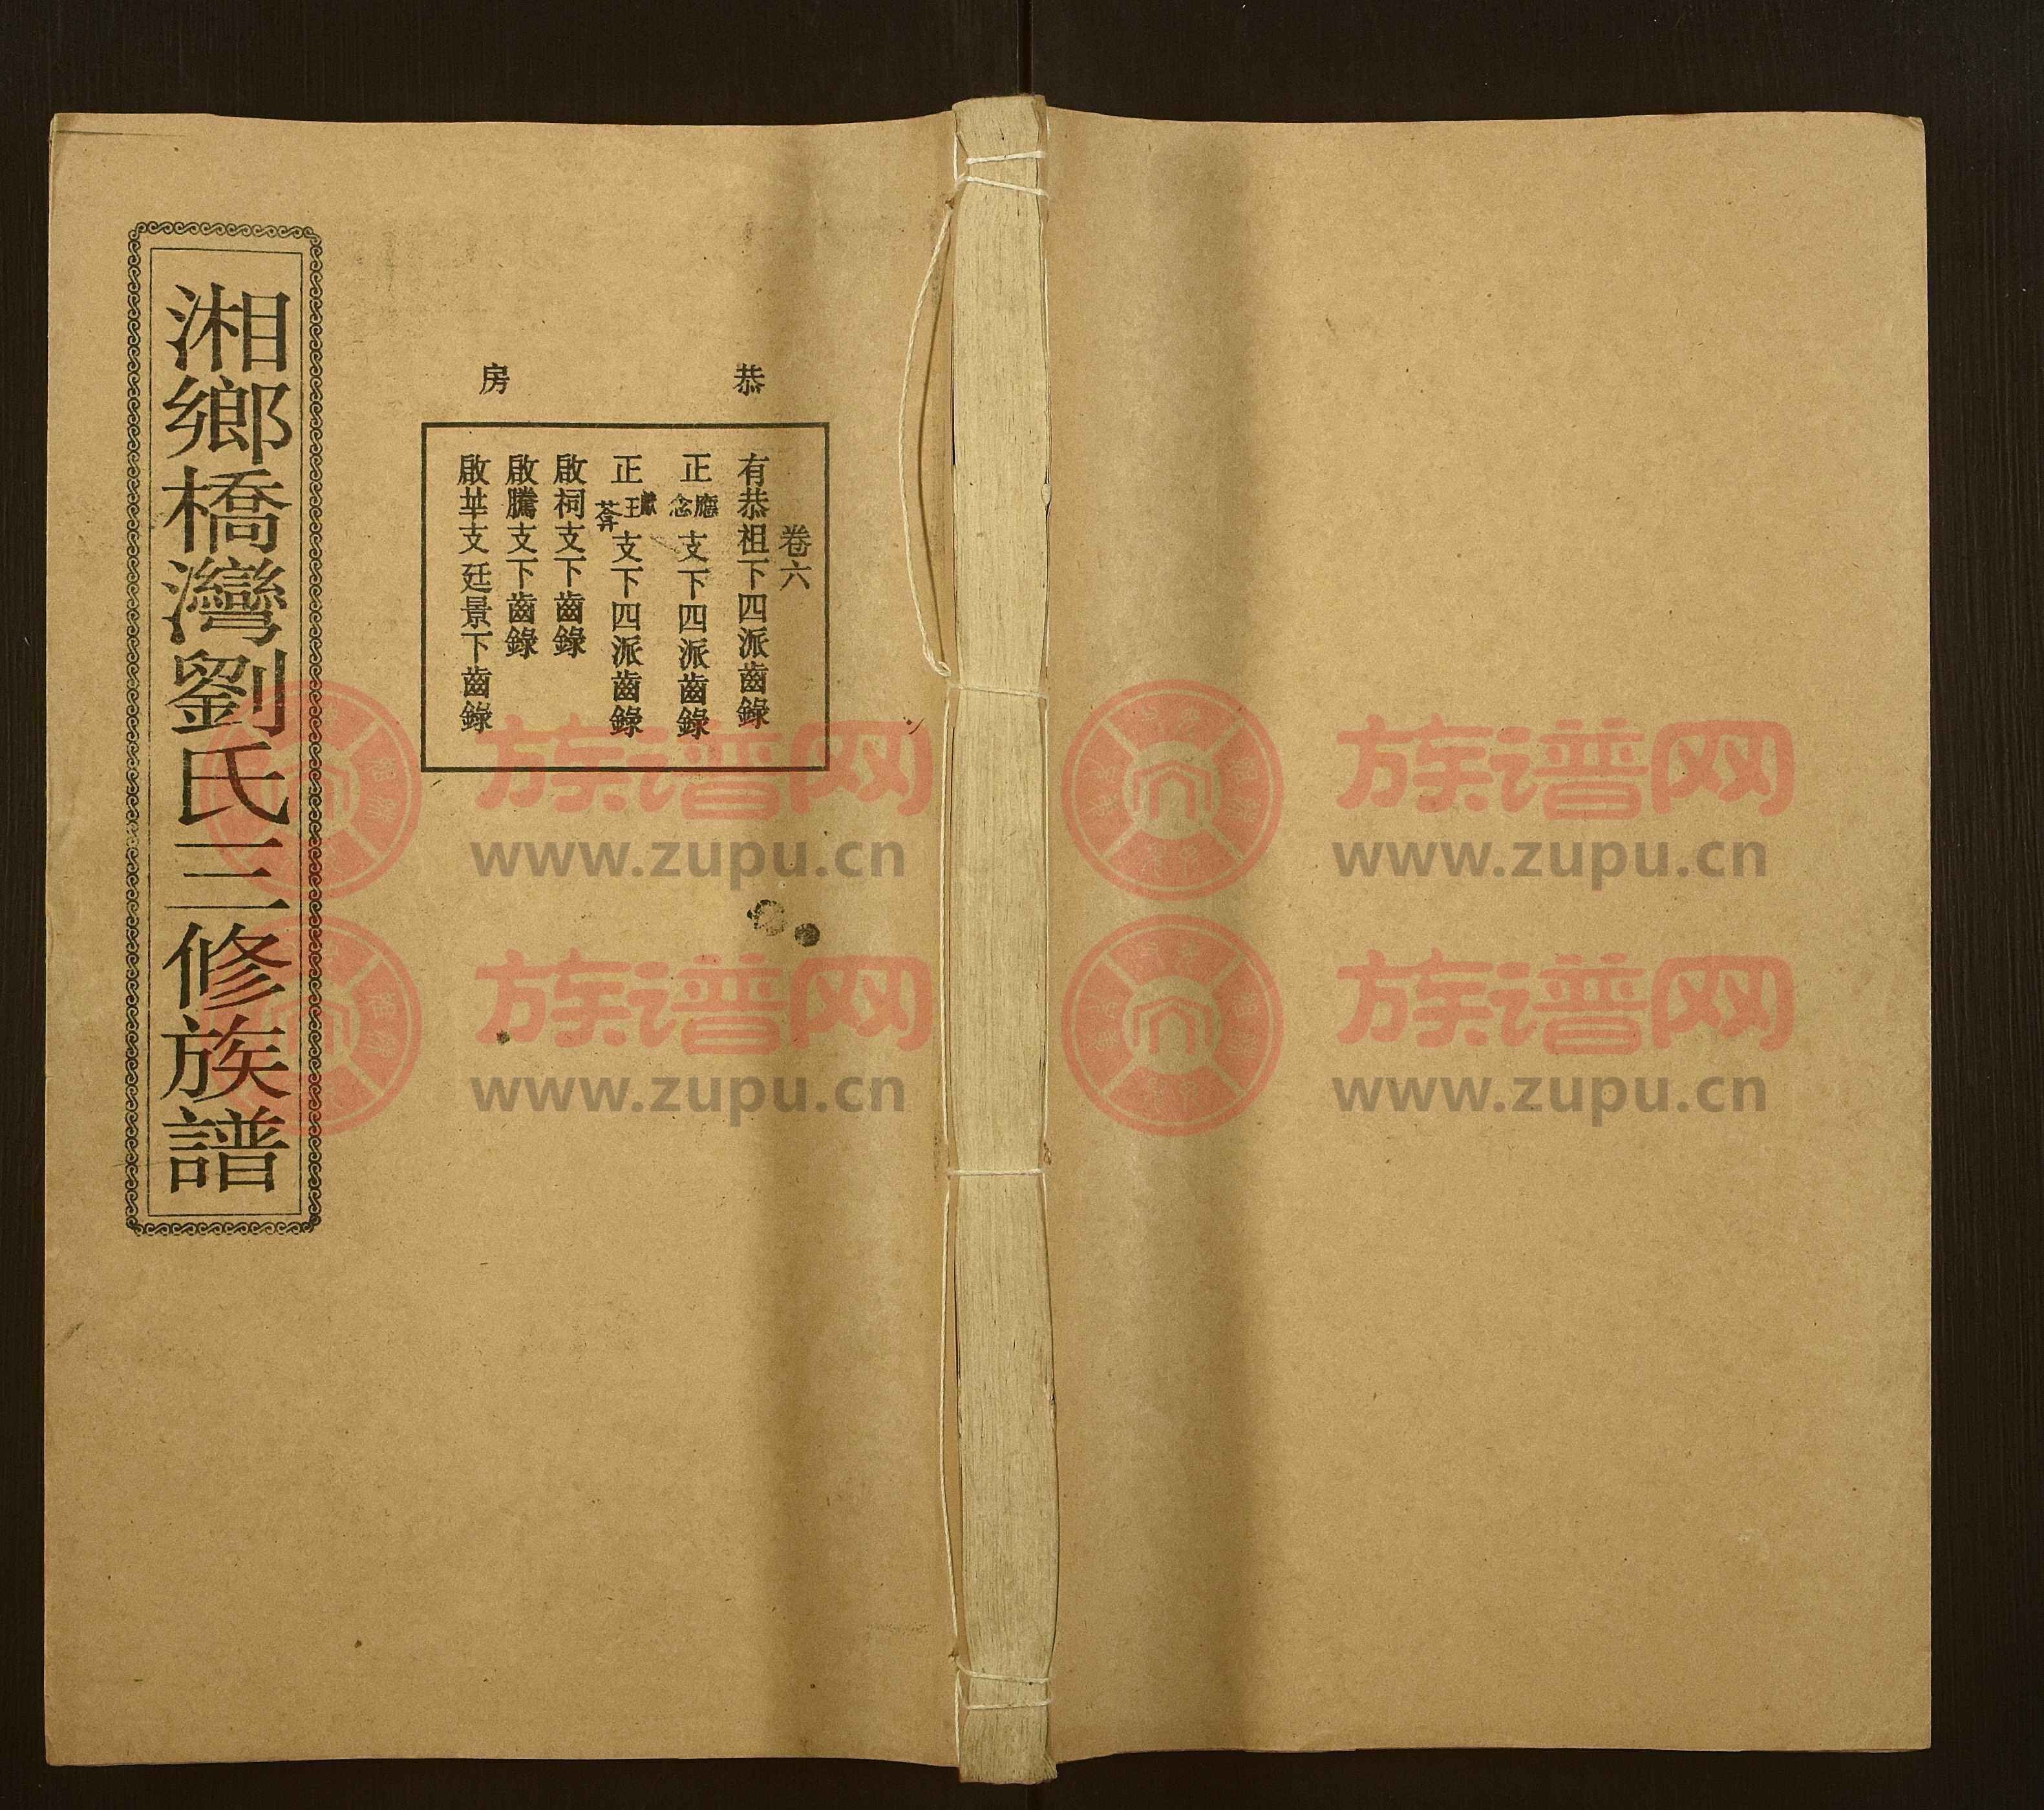 恭房
卷六
有恭祖下四派齒錄
正應念支下四派齒錄
正獻王支下四派齒錄
啟祠支下齒錄
啟騰支下齒錄
啟華支廷景下齒錄
湘鄉橋灣劉氏三修族譜
族谱网
www.zupu.cn
族谱网
www.zupu.cn
族谱网
www.zupu.cn
族谱网
www.zupu.cn